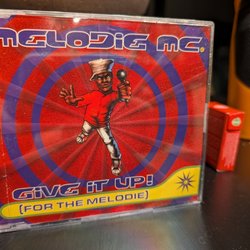 MELODiE MC.
GiVE iT UP!
(FOR THE MELODiE)